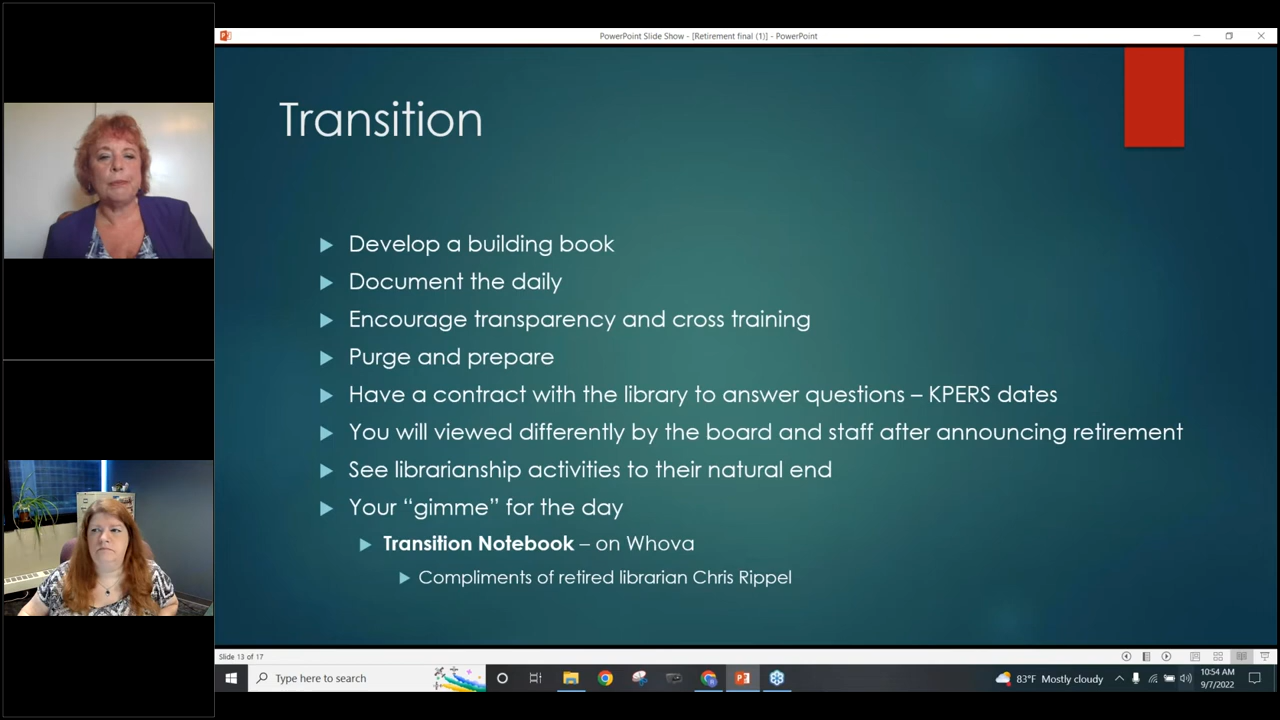 PowerPoint Slide Show - [Retirement final (1)] - PowerPoint
Transition
Develop a building book
Document the daily
Encourage transparency and cross training
Purge and prepare
Have a contract with the library to answer questions – KPERS dates
You will viewed differently by the board and staff after announcing retirement
See librarianship activities to their natural end
Your “gimme” for the day
Transition Notebook – on Whova
Compliments of retired librarian Chris Rippel
Slide 13 of 17
Type here to search
83°F Mostly cloudy
10:54 AM
9/7/2022